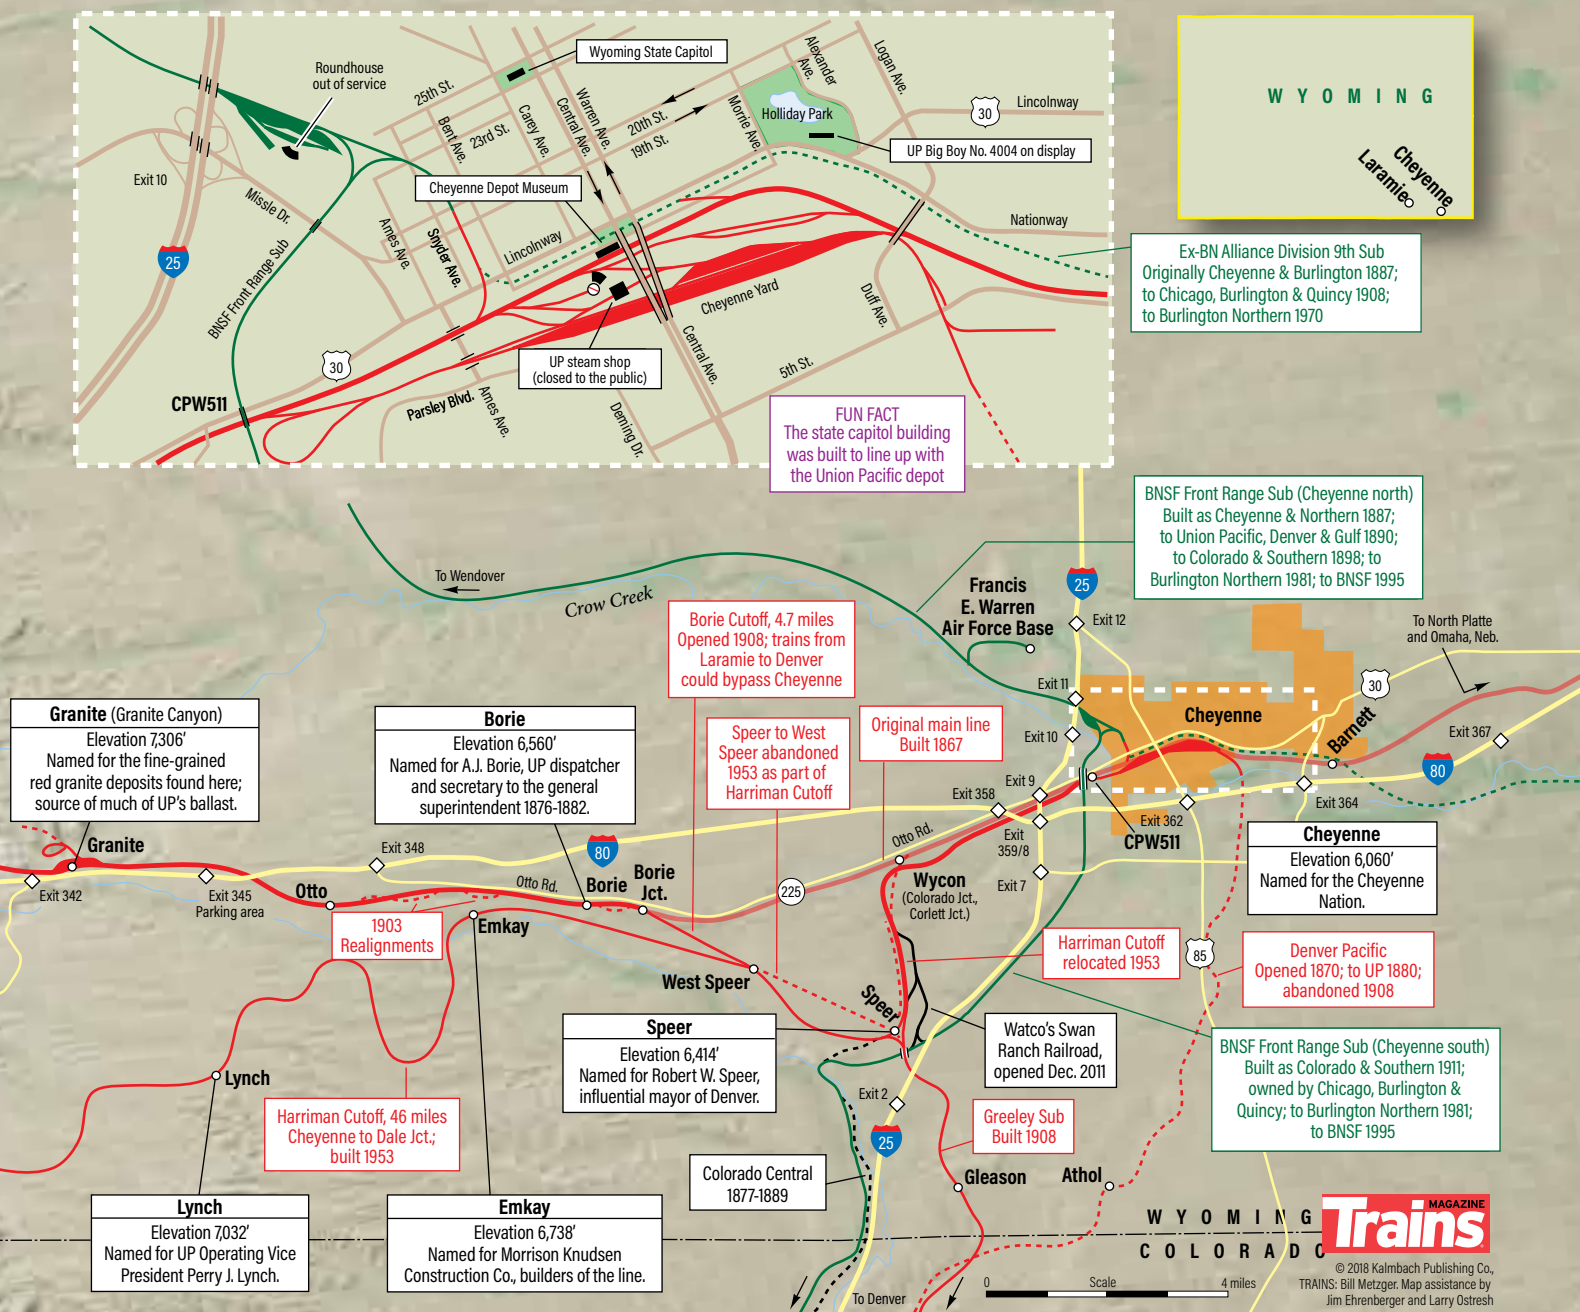 Roundhouse
out of service
Wyoming State Capitol
25th St.
23rd St.
Bent Ave.
Carey Ave.
Central Ave.
Warren Ave.
20th St.
19th St.
Morrie Ave.
Alexander
Ave.
Logan Ave.
Holliday Park
30
Lincolnway
UP Big Boy No. 4004 on display
Exit 10
Missle Dr.
Cheyenne Depot Museum
Ames Ave.
Snyder Ave.
Lincolnway
Nationway
25
BNSF Front Range Sub
Cheyenne Yard
Duff Ave.
Central Ave.
5th St.
UP steam shop
(closed to the public)
30
CPW511
Parsley Blvd.
Ames Ave.
Deming Dr.
FUN FACT
The state capitol building
was built to line up with
the Union Pacific depot
WYOMING
Cheyenne
Laramie
Ex-BN Alliance Division 9th Sub
Originally Cheyenne & Burlington 1887;
to Chicago, Burlington & Quincy 1908;
to Burlington Northern 1970
BNSF Front Range Sub (Cheyenne north)
Built as Cheyenne & Northern 1887;
to Union Pacific, Denver & Gulf 1890;
to Colorado & Southern 1898; to
Burlington Northern 1981; to BNSF 1995
To Wendover
Crow Creek
Francis
E. Warren
Air Force Base
25
Exit 12
To North Platte
and Omaha, Neb.
Borie Cutoff, 4.7 miles
Opened 1908; trains from
Laramie to Denver
could bypass Cheyenne
Exit 11
30
Granite (Granite Canyon)
Elevation 7,306′
Named for the fine-grained
red granite deposits found here;
source of much of UP's ballast.
Borie
Elevation 6,560′
Named for A.J. Borie, UP dispatcher
and secretary to the general
superintendent 1876-1882.
Speer to West
Speer abandoned
1953 as part of
Harriman Cutoff
Original main line
Built 1867
Exit 10
Cheyenne
Barnett
Exit 367
80
Exit 9
Exit 358
Exit 364
Exit 362
Exit
359/8
CPW511
Otto Rd.
Granite
Exit 348
80
Cheyenne
Elevation 6,060′
Named for the Cheyenne
Nation.
Exit 342
Exit 345
Parking area
Otto
Otto Rd.
Borie
Borie
Jct.
225
Wycon
(Colorado Jct.,
Corlett Jct.)
Exit 7
1903
Realignments
Emkay
Harriman Cutoff
relocated 1953
85
Denver Pacific
Opened 1870; to UP 1880;
abandoned 1908
West Speer
Speer
Speer
Elevation 6,414′
Named for Robert W. Speer,
influential mayor of Denver.
Watco's Swan
Ranch Railroad,
opened Dec. 2011
BNSF Front Range Sub (Cheyenne south)
Built as Colorado & Southern 1911;
owned by Chicago, Burlington &
Quincy; to Burlington Northern 1981;
to BNSF 1995
Lynch
Exit 2
Harriman Cutoff, 46 miles
Cheyenne to Dale Jct.;
built 1953
25
Greeley Sub
Built 1908
Colorado Central
1877-1889
Gleason
Athol
Lynch
Elevation 7,032′
Named for UP Operating Vice
President Perry J. Lynch.
Emkay
Elevation 6,738′
Named for Morrison Knudsen
Construction Co., builders of the line.
WYOMING
COLORADO
Trains
MAGAZINE
0 Scale 4 miles
To Denver
© 2018 Kalmbach Publishing Co.,
TRAINS: Bill Metzger. Map assistance by
Jim Ehrenberger and Larry Ostresh